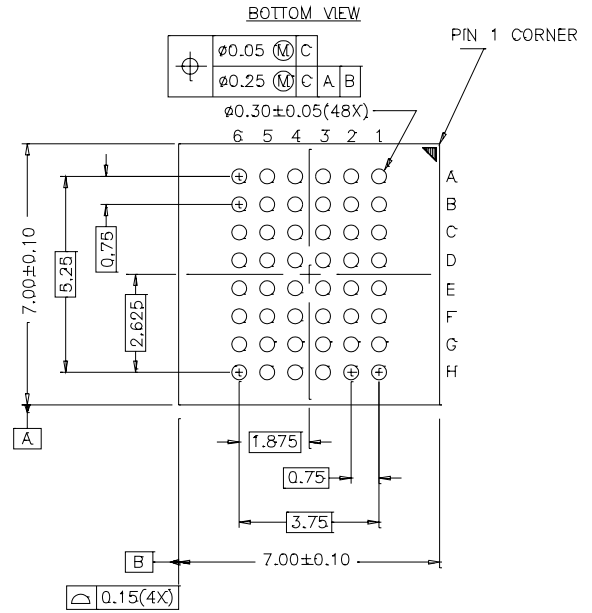 BOTTOM VIEW
PIN 1 CORNER
ø0.05 Ⓜ C
ø0.25 Ⓜ C A B
ø0.30±0.05(48X)
6 5 4 3 2 1
A
B
C
D
E
F
G
H
7.00±0.10
5.25
0.75
2.625
A
1.875
0.75
3.75
B
7.00±0.10
0.15(4X)